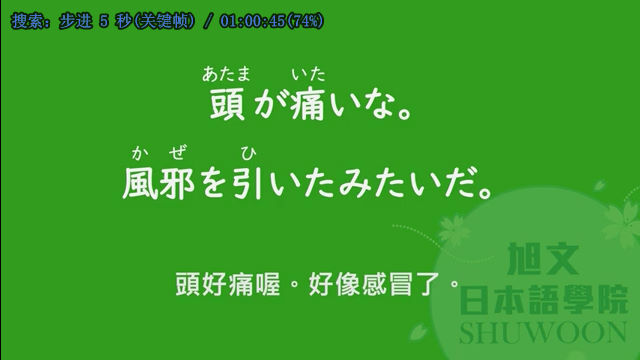 搜索: 步进 5 秒(关键帧) / 01:00:45(74%)
あたま いた
頭が痛いな。
かぜ ひ
風邪を引いたみたいだ。
頭好痛喔。好像感冒了。
旭文
日本語學院
SHUWOON